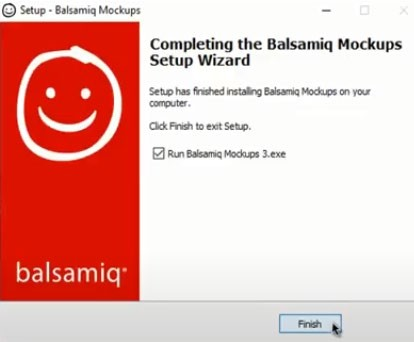 Setup - Balsamiq Mockups
Completing the Balsamiq Mockups
Setup Wizard
Setup has finished installing Balsamiq Mockups on your
computer.
Click Finish to exit Setup.
Run Balsamiq Mockups 3.exe
balsamiq®
Finish